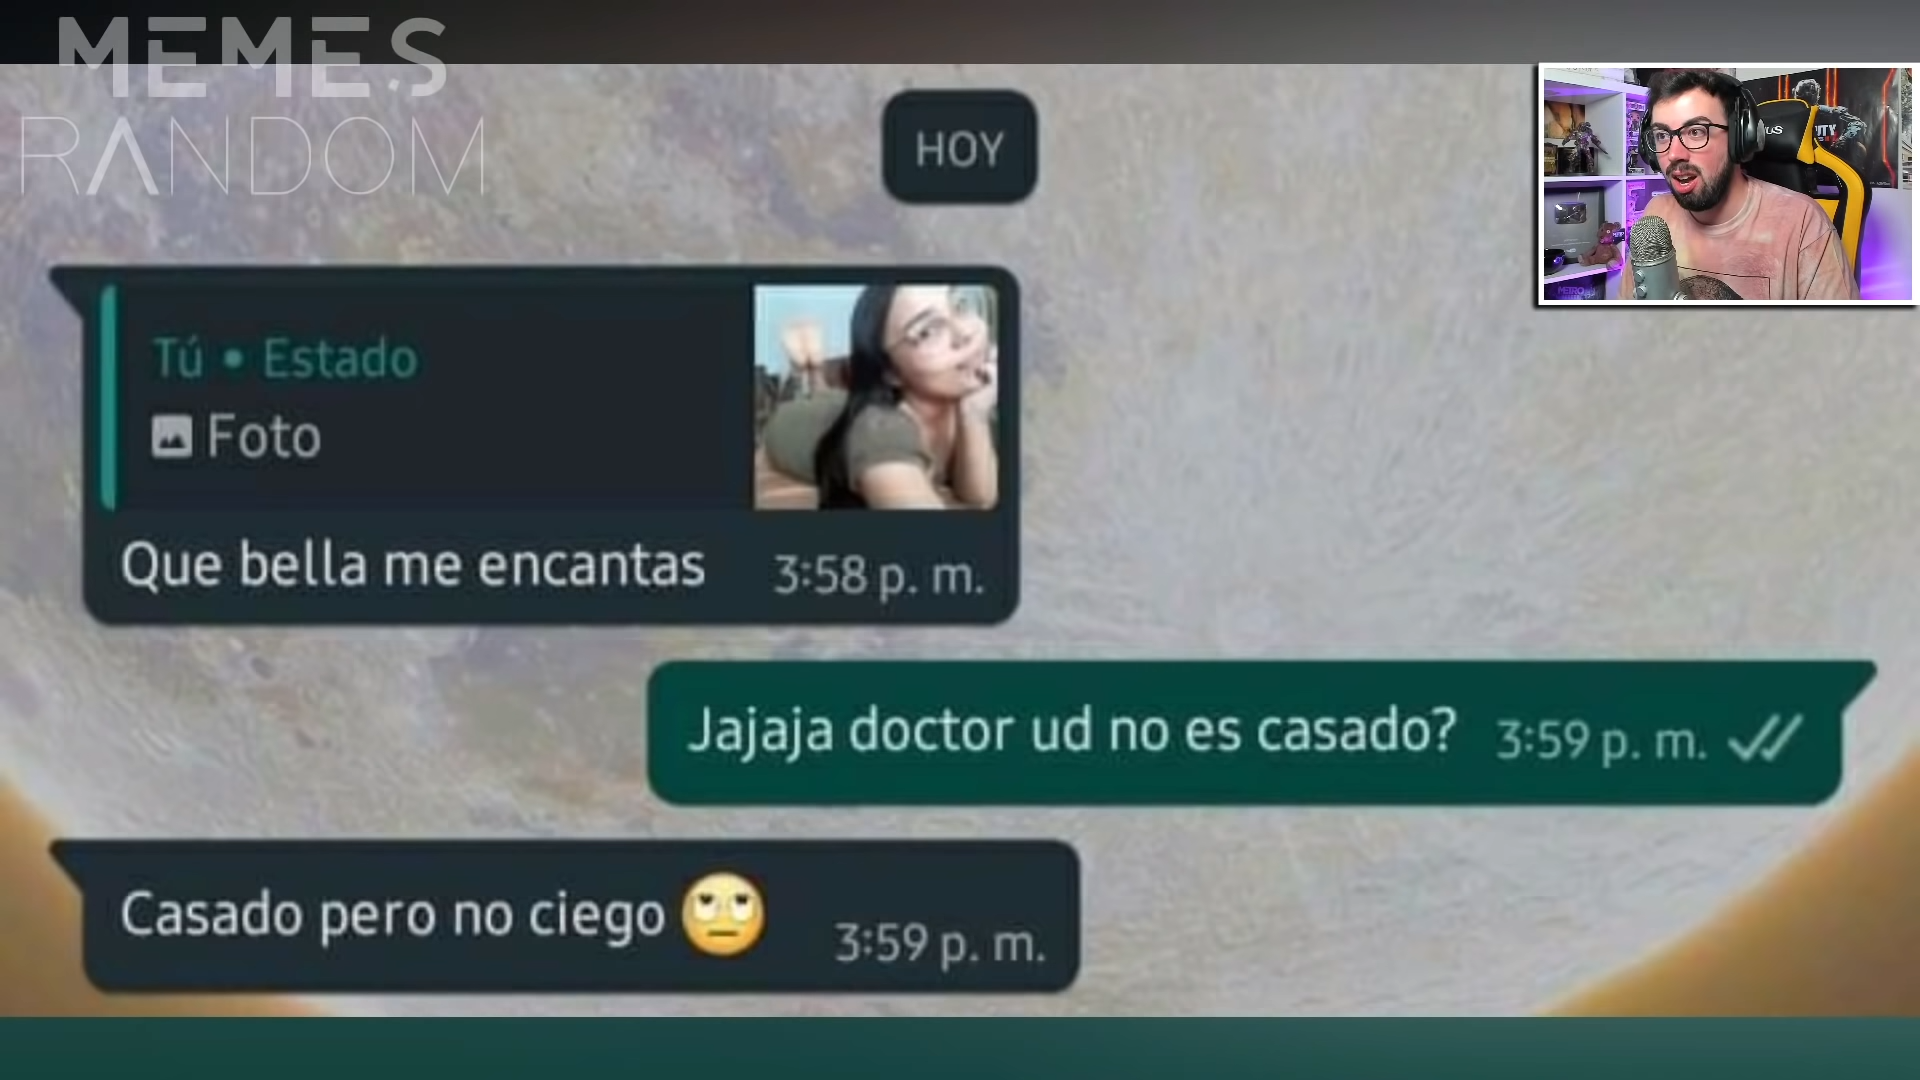 MEMES
RANDOM
HOY
Tú • Estado
Foto
Que bella me encantas 3:58 p. m.
Jajaja doctor ud no es casado? 3:59 p. m.
Casado pero no ciego 🙄 3:59 p. m.